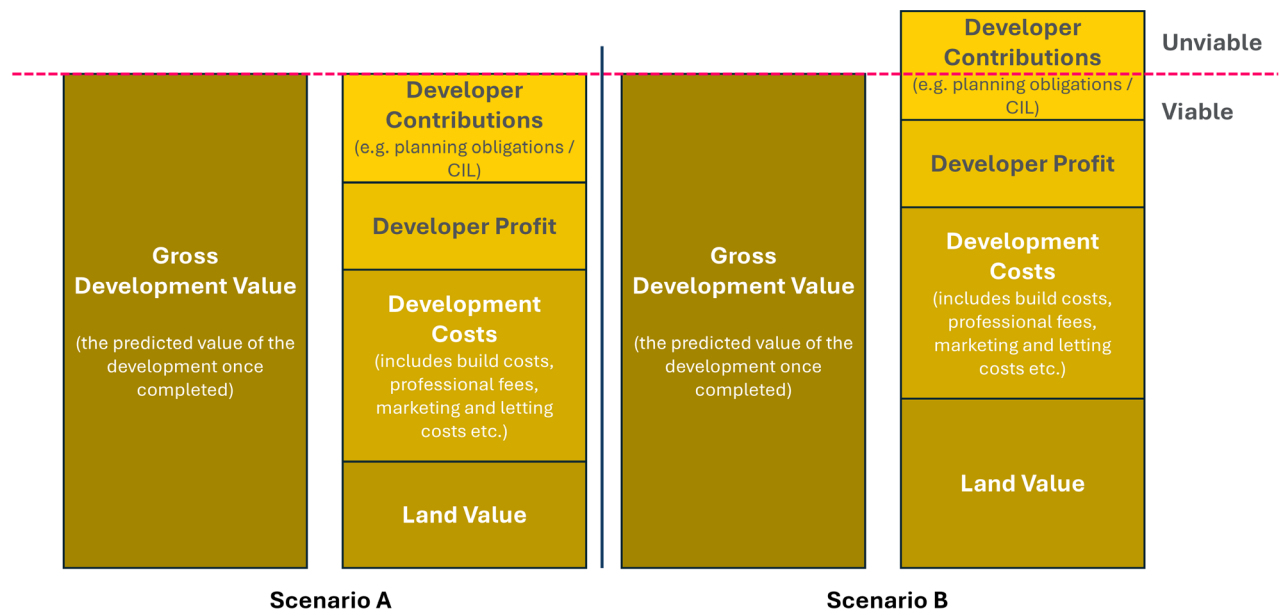 Gross
Development Value
(the predicted value of the
development once
completed)
Developer
Contributions
(e.g. planning obligations /
CIL)
Developer Profit
Development
Costs
(includes build costs,
professional fees,
marketing and letting
costs etc.)
Land Value
Scenario A
Gross
Development Value
(the predicted value of the
development once
completed)
Developer
Contributions
(e.g. planning obligations /
CIL)
Developer Profit
Development
Costs
(includes build costs,
professional fees,
marketing and letting
costs etc.)
Land Value
Scenario B
Unviable
Viable